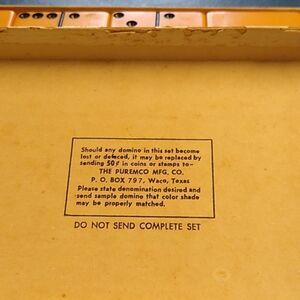 Should any domino in this set become
lost or defaced, it may be replaced by
sending 50¢ in coins or stamps to—
THE PUREMCO MFG. CO.
P. O. BOX 797, Waco, Texas
Please state denomination desired and
send sample domino that color shade
may be properly matched.
DO NOT SEND COMPLETE SET